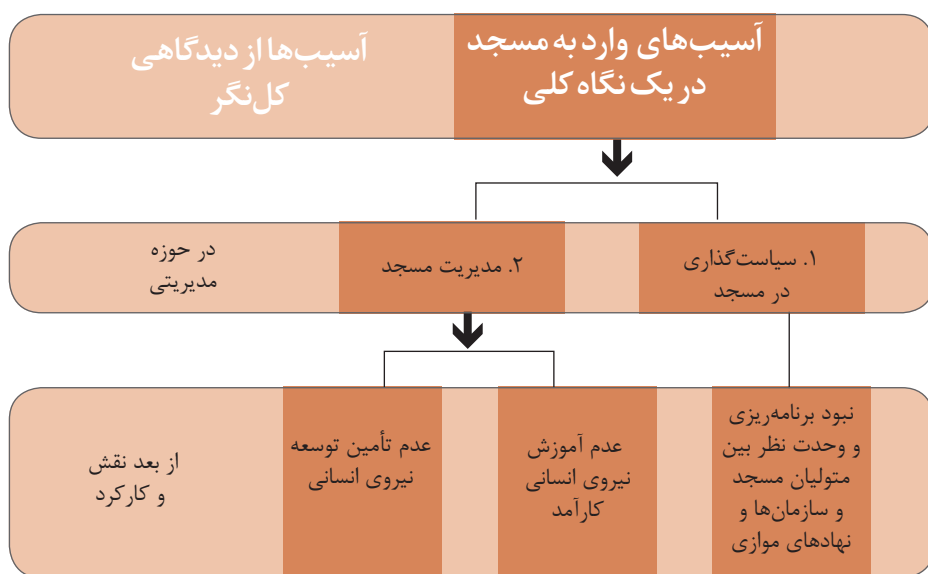 آسیب‌های وارد به مسجد
در یک نگاه کلی
آسیب‌ها از دیدگاهی
کل‌نگر
۱. سیاست‌گذاری
در مسجد
۲. مدیریت مسجد
در حوزه
مدیریتی
نبود برنامه‌ریزی
و وحدت نظر بین
متولیان مسجد
و سازمان‌ها و
نهادهای موازی
عدم آموزش
نیروی انسانی
کارآمد
عدم تأمین توسعه
نیروی انسانی
از بعد نقش
و کارکرد